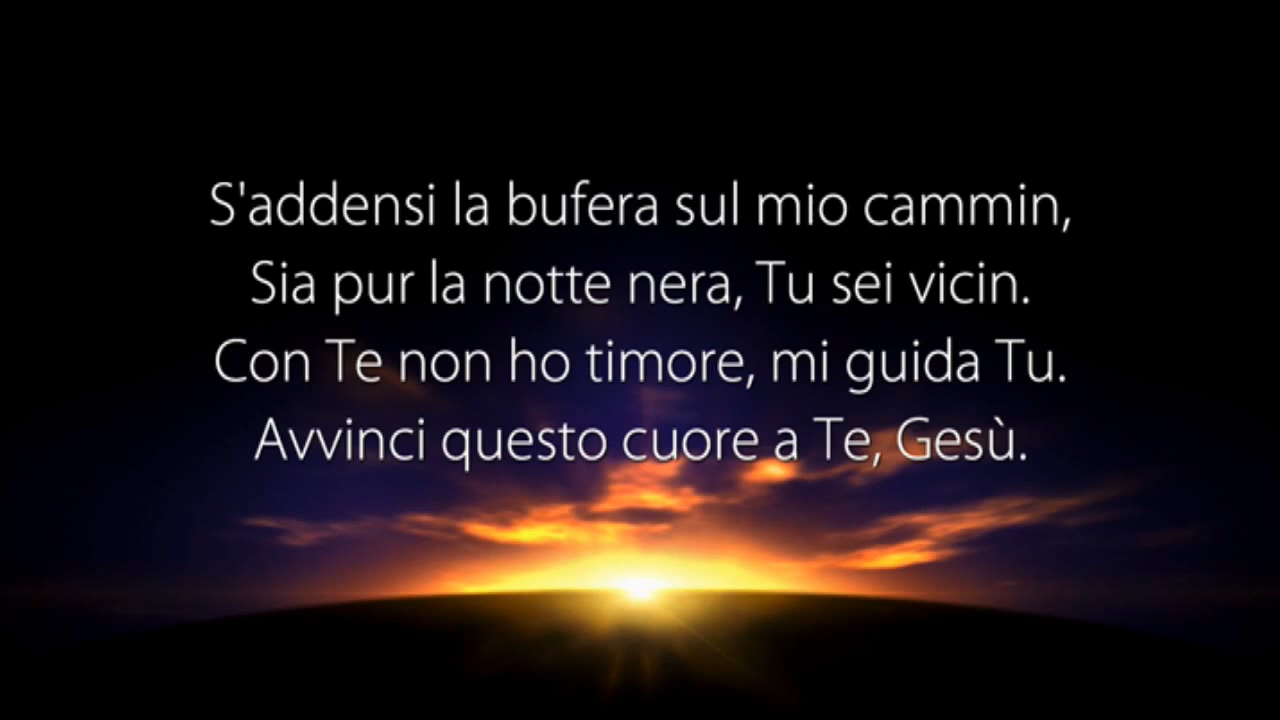 S'addensi la bufera sul mio cammin,
Sia pur la notte nera, Tu sei vicin.
Con Te non ho timore, mi guida Tu.
Avvinci questo cuore a Te, Gesù.